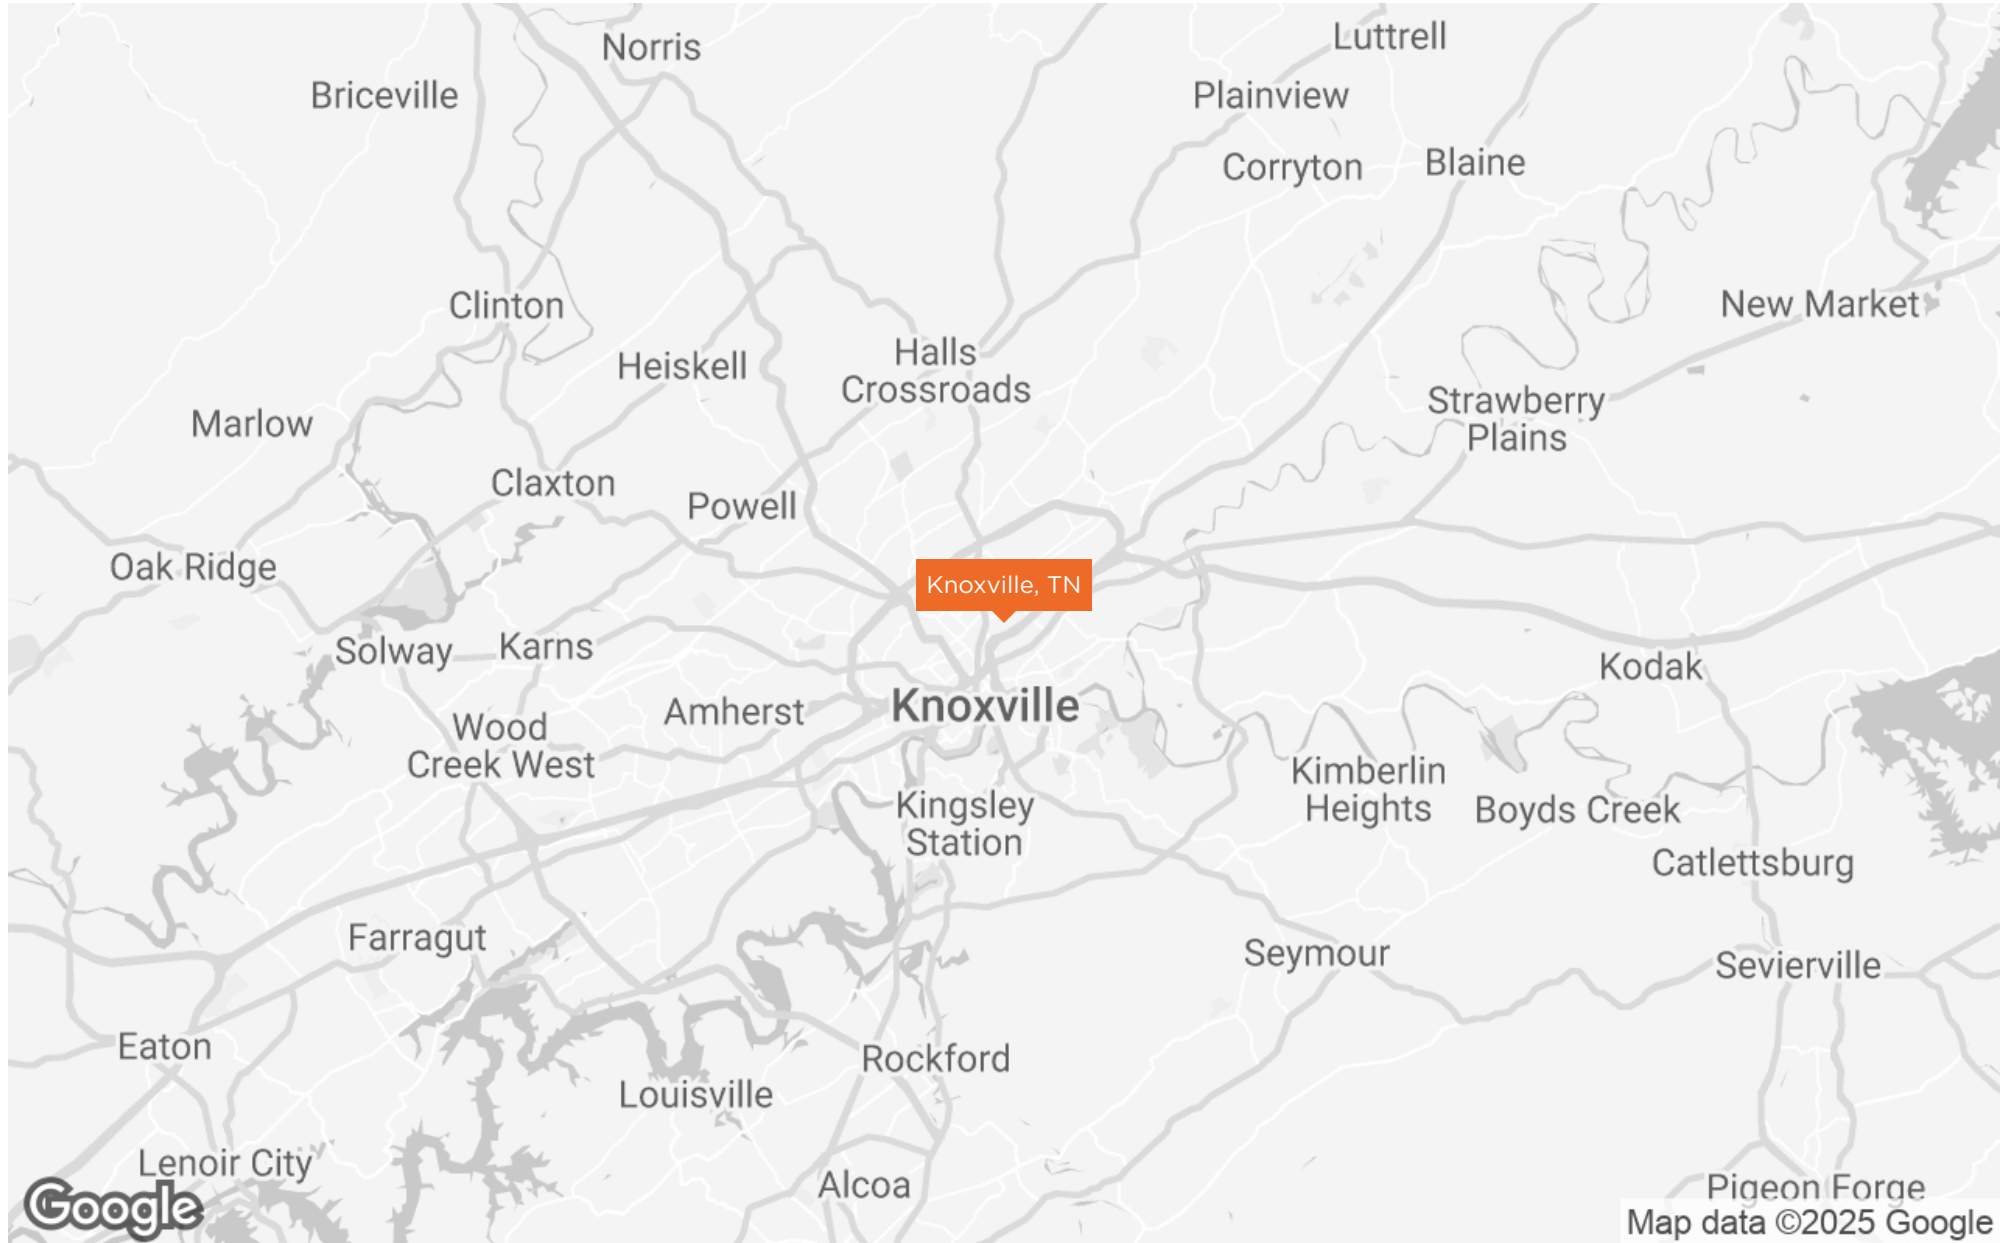 Norris
Luttrell
Briceville
Plainview
Corryton
Blaine
Clinton
New Market
Heiskell
Halls
Crossroads
Marlow
Strawberry
Plains
Claxton
Powell
Oak Ridge
Knoxville, TN
Solway
Karns
Kodak
Amherst
Knoxville
Wood
Creek West
Kimberlin
Heights
Kingsley
Station
Boyds Creek
Catlettsburg
Farragut
Seymour
Sevierville
Eaton
Rockford
Louisville
Lenoir City
Alcoa
Pigeon Forge
Google
Map data ©2025 Google